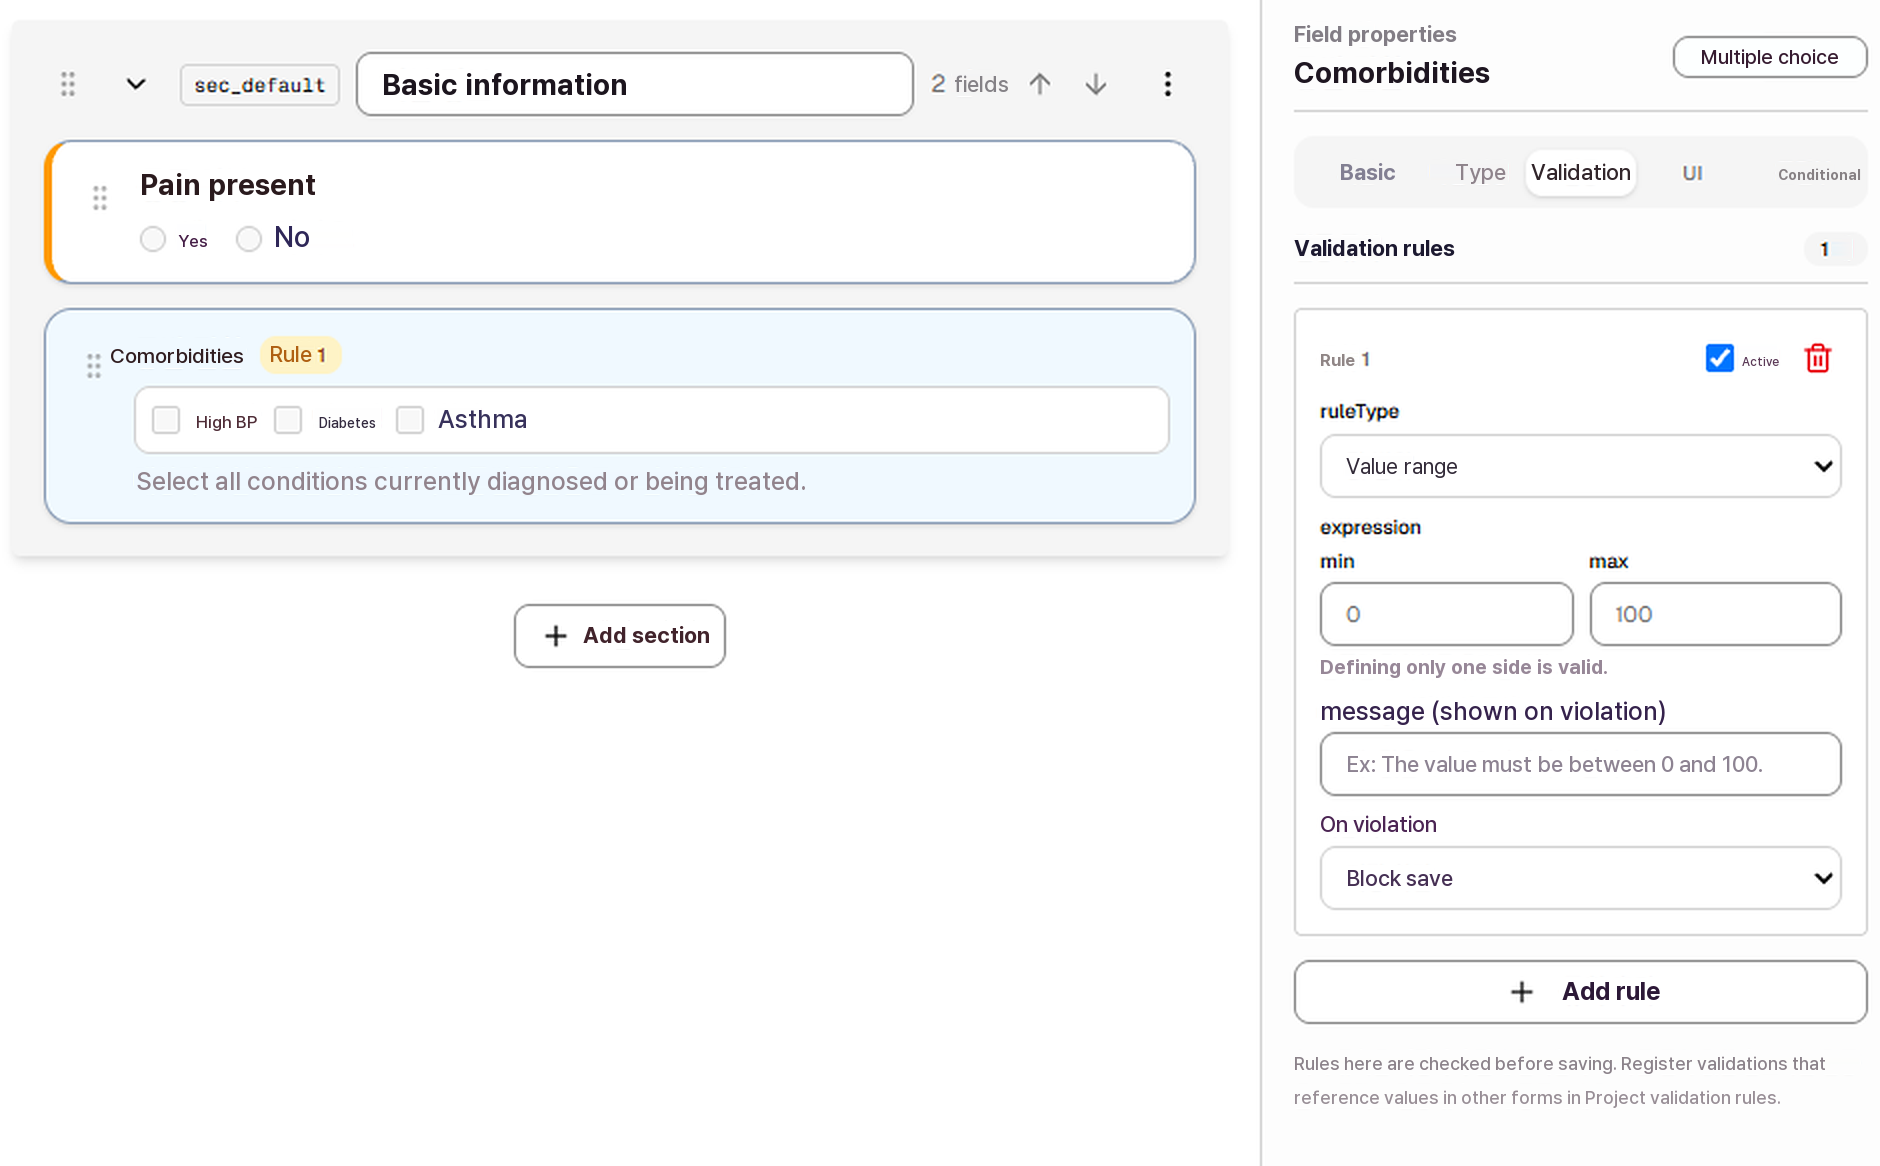 sec_default
Basic information
2 fields
Pain present
Yes
No
Comorbidities
Rule 1
High BP
Diabetes
Asthma
Select all conditions currently diagnosed or being treated.
Add section
Field properties
Comorbidities
Multiple choice
Basic
Type
Validation
UI
Conditional
Validation rules
1
Rule 1
Active
ruleType
Value range
expression
min
max
0
100
Defining only one side is valid.
message (shown on violation)
Ex: The value must be between 0 and 100.
On violation
Block save
Add rule
Rules here are checked before saving. Register validations that
reference values in other forms in Project validation rules.